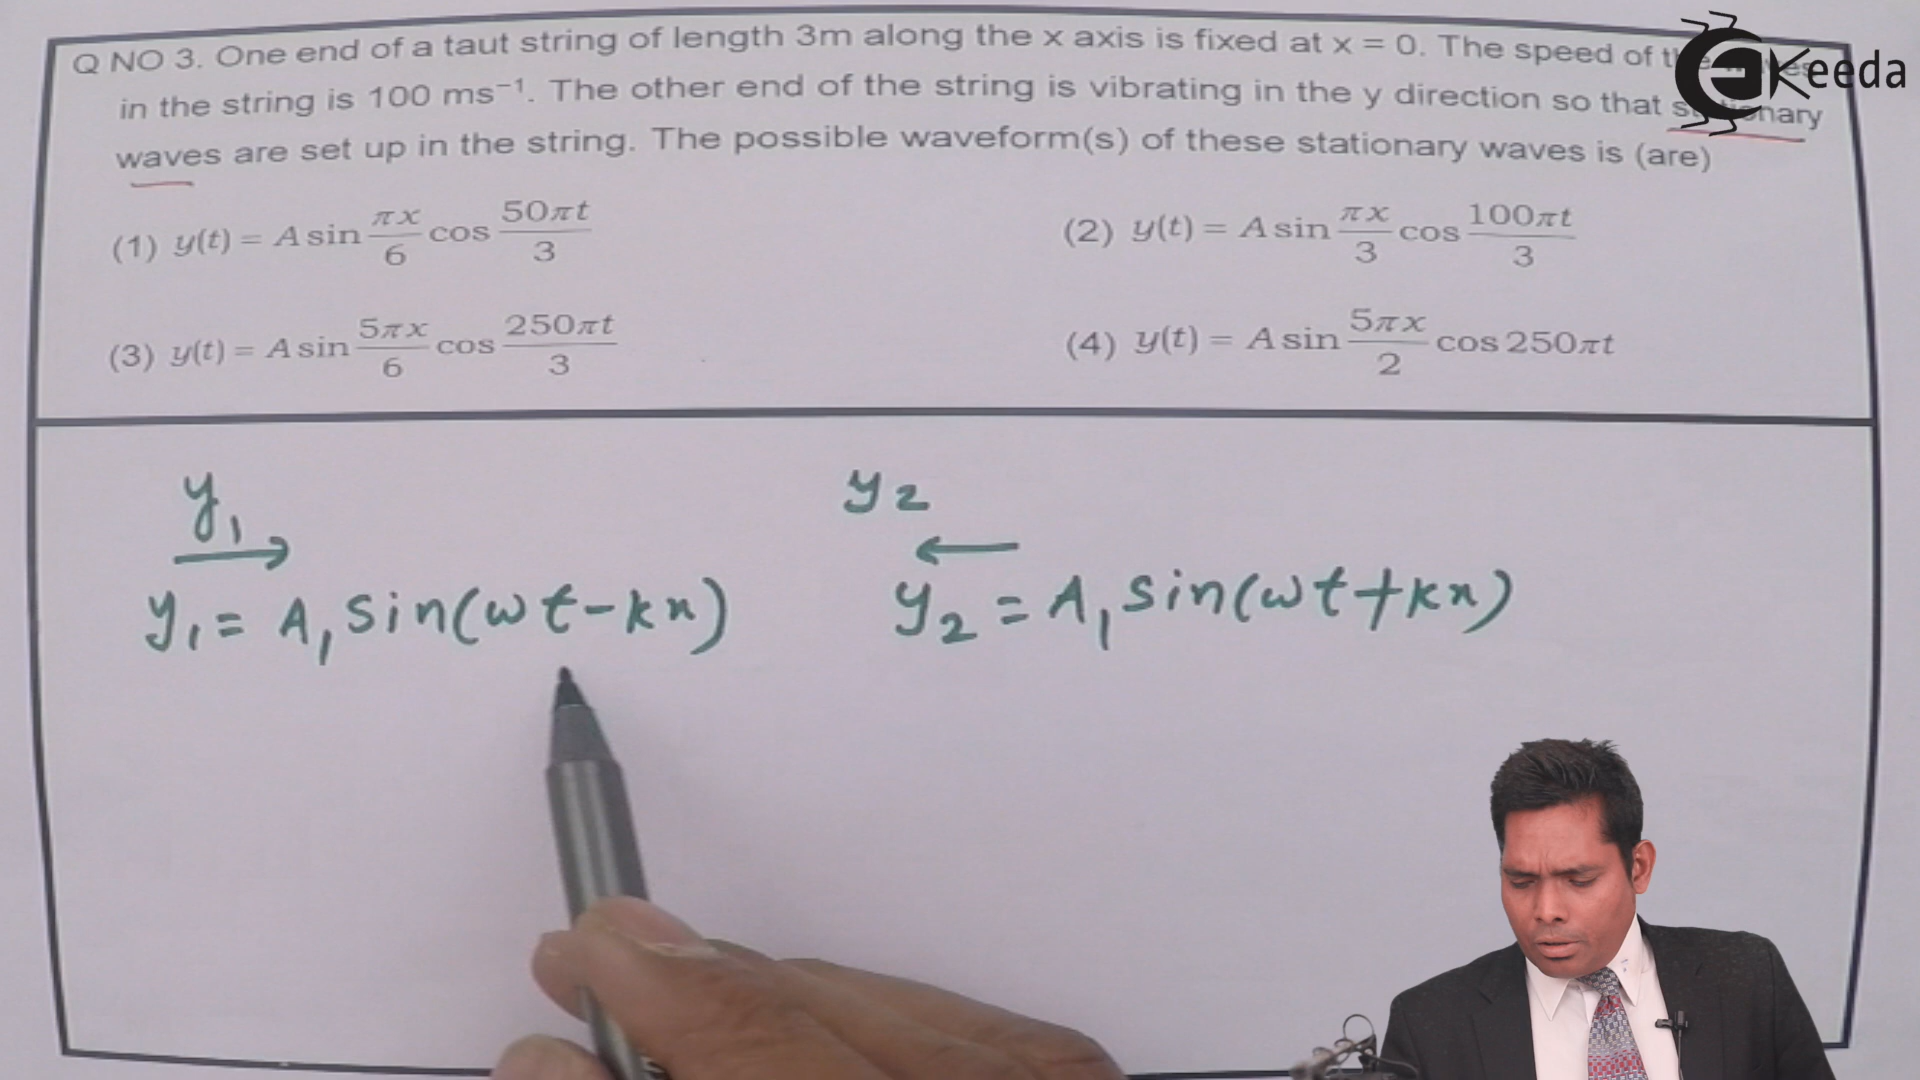 Q NO 3. One end of a taut string of length 3m along the x axis is fixed at x = 0. The speed of
in the string is 100 ms⁻¹. The other end of the string is vibrating in the y direction so that stationary
waves are set up in the string. The possible waveform(s) of these stationary waves is (are)
(1) y(t) = A sin πx/6 cos 50πt/3
(2) y(t) = A sin πx/3 cos 100πt/3
(3) y(t) = A sin 5πx/6 cos 250πt/3
(4) y(t) = A sin 5πx/2 cos 250πt
y₁
y₂
y₁ = A₁ sin(ωt - kx)
y₂ = A₁ sin(ωt + kx)
Keeda